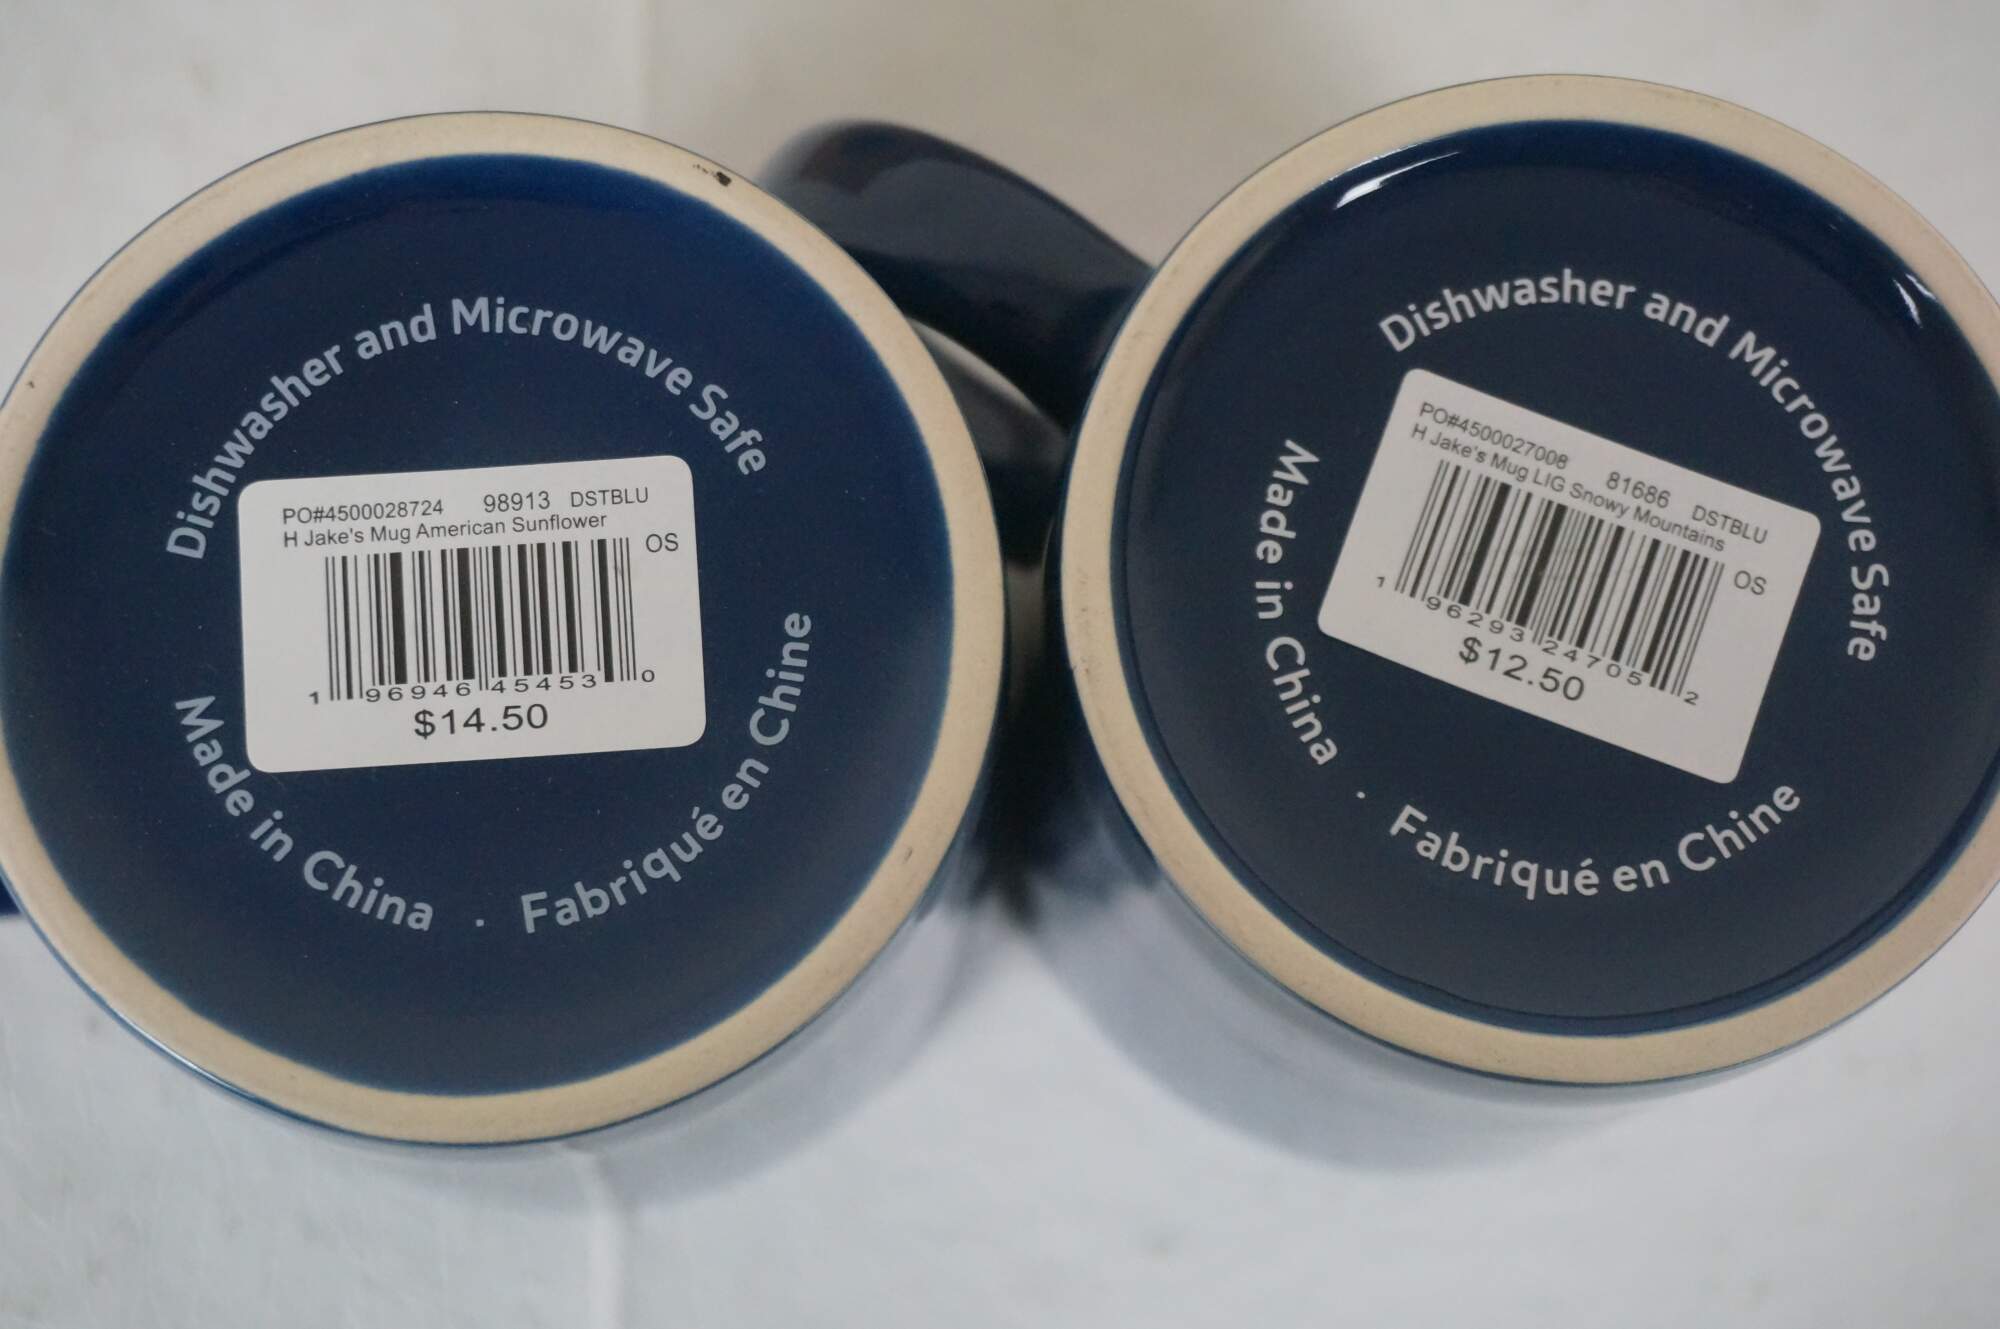 Dishwasher and Microwave Safe
PO#4500028724 98913 DSTBLU
H Jake's Mug American Sunflower
OS
1 96946 45453 0
$14.50
Made in China . Fabriqué en Chine
Dishwasher and Microwave Safe
PO#4500027008 81686 DSTBLU
H Jake's Mug LIG Snowy Mountains
OS
1 96293 24705 2
$12.50
Made in China . Fabriqué en Chine